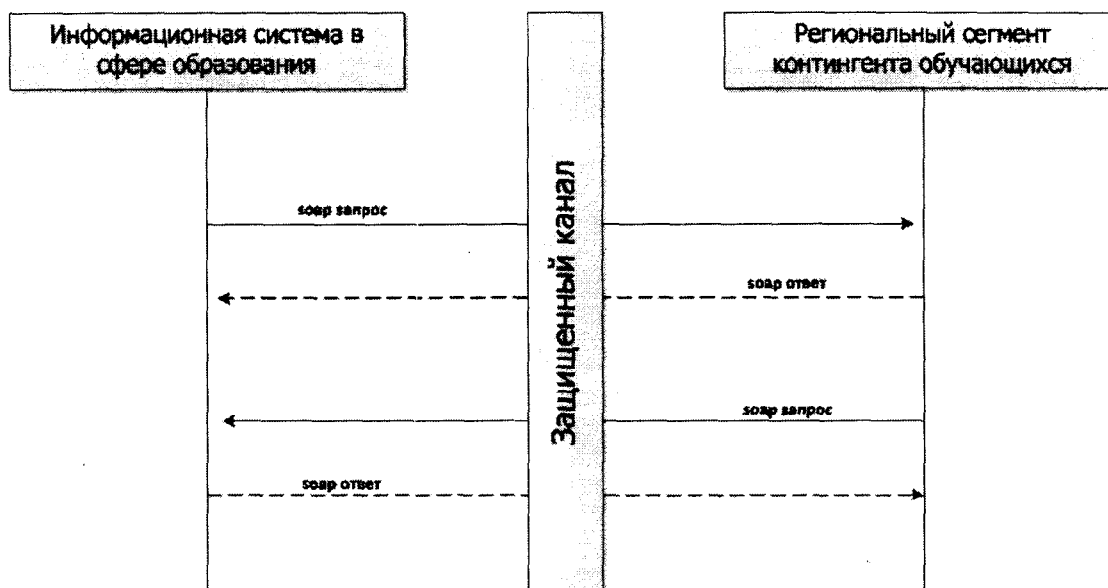 Информационная система в
сфере образования
Региональный сегмент
контингента обучающихся
Защищенный канал
soap запрос
soap ответ
soap запрос
soap ответ